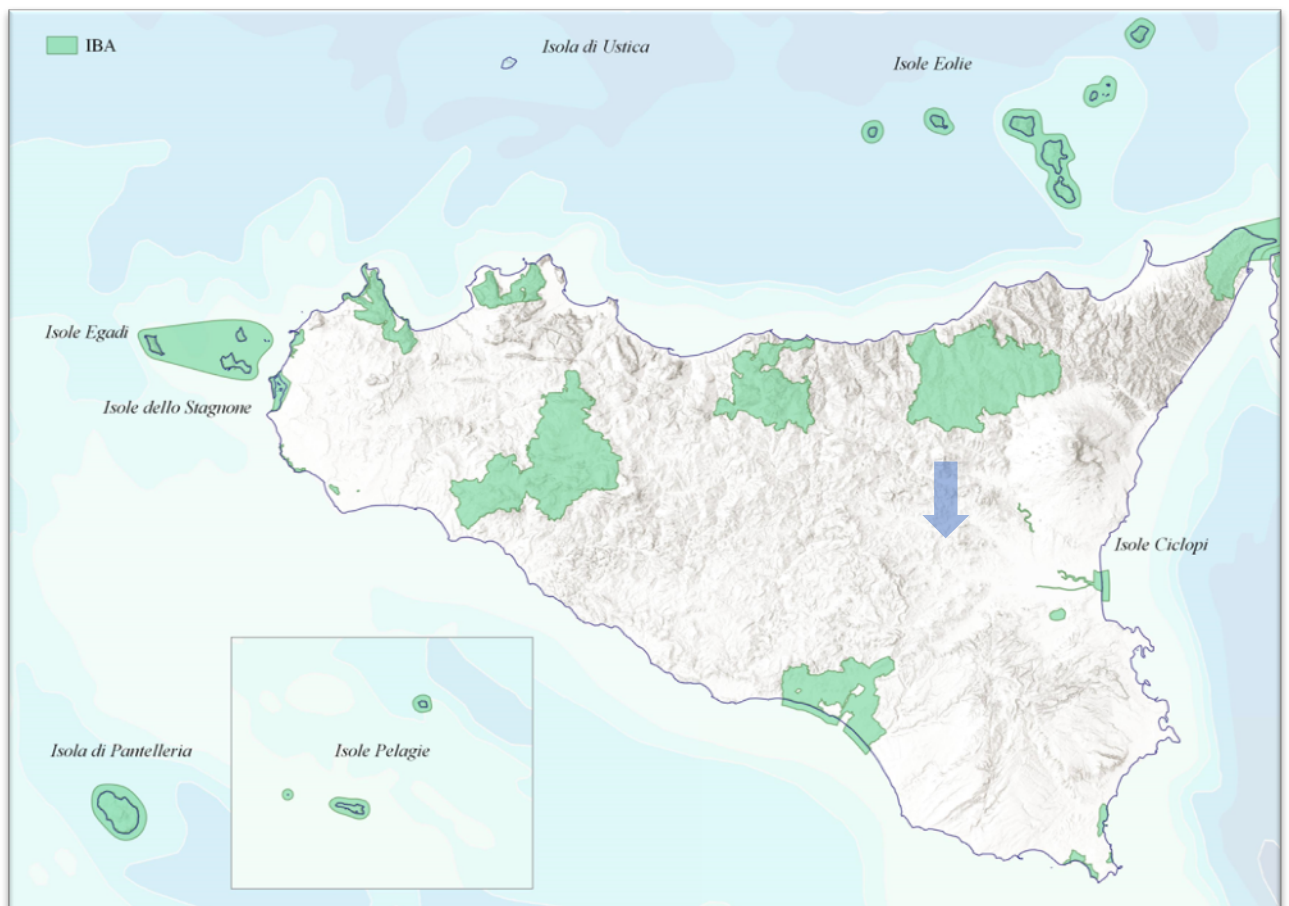 IBA
Isola di Ustica
Isole Eolie
Isole Egadi
Isole dello Stagnone
Isole Ciclopi
Isola di Pantelleria
Isole Pelagie